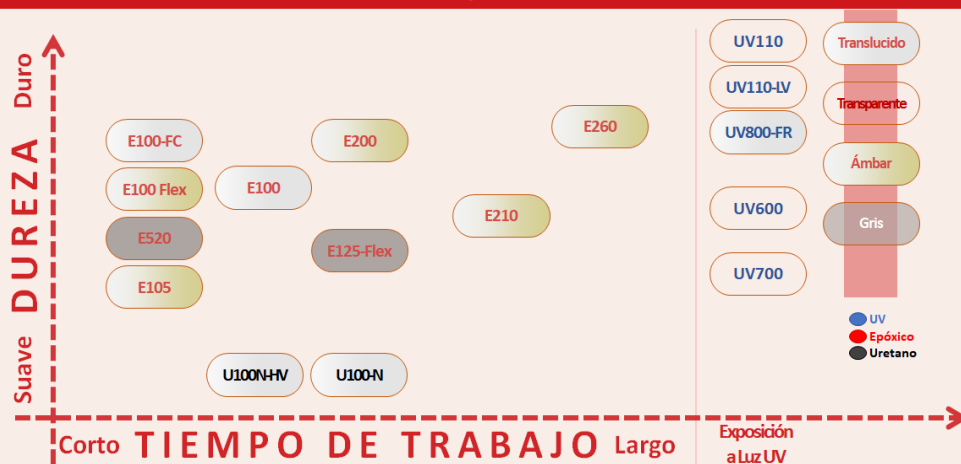 Duro
DUREZA
Suave
E100-FC
E200
E260
E100 Flex
E100
E210
E520
E125-Flex
E105
U100N-HV
U100-N
Corto
TIEMPO DE TRABAJO
Largo
UV110
UV110-LV
UV800-FR
UV600
UV700
Exposición
a Luz UV
Translucido
Transparente
Ámbar
Gris
UV
Epóxico
Uretano